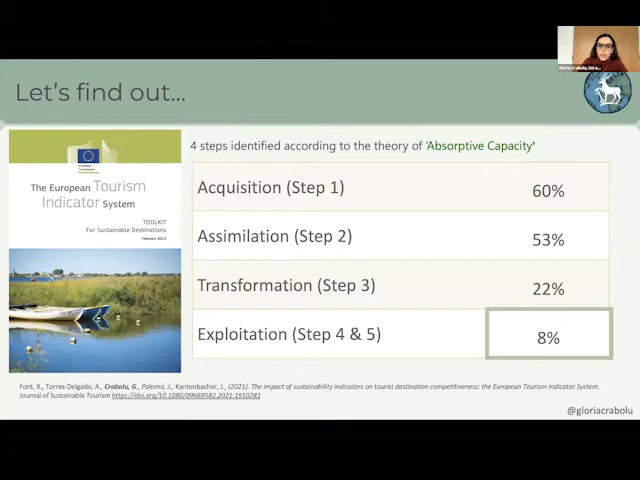 Gloria Crabolu, Uni o...
Let's find out...
4 steps identified according to the theory of 'Absorptive Capacity'
The European Tourism
Indicator System
TOOLKIT
For Sustainable Destinations
February 2013
Acquisition (Step 1) 60%
Assimilation (Step 2) 53%
Transformation (Step 3) 22%
Exploitation (Step 4 & 5) 8%
Font, X., Torres-Delgado, A., Crabolu, G., Palomo, J., Kantenbacher, J., (2021). The impact of sustainability indicators on tourist destination competitiveness: the European Tourism Indicator System.
Journal of Sustainable Tourism https://doi.org/10.1080/09669582.2021.1910281
@gloriacrabolu